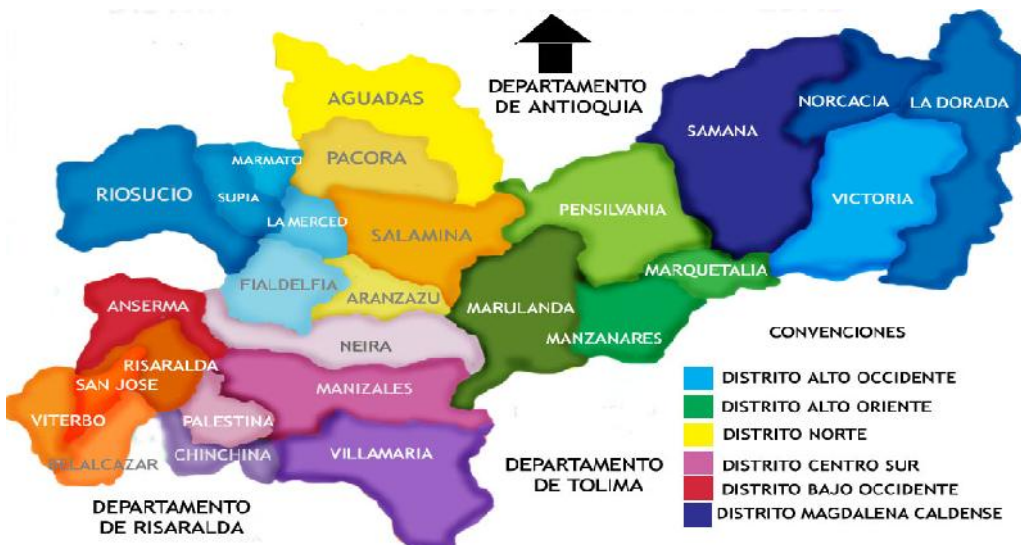 AGUADAS
DEPARTAMENTO
DE ANTIOQUIA
NORCACIA
LA DORADA
SAMANA
MARMATO
PACORA
RIOSUCIO
SUPIA
LA MERCED
SALAMINA
PENSILVANIA
VICTORIA
FIALDELFIA
ARANZAZU
MARQUETALIA
ANSERMA
MARULANDA
MANZANARES
NEIRA
RISARALDA
SAN JOSE
MANIZALES
VITERBO
PALESTINA
BELALCAZAR
CHINCHINA
VILLAMARIA
DEPARTAMENTO
DE TOLIMA
DEPARTAMENTO
DE RISARALDA
CONVENCIONES
DISTRITO ALTO OCCIDENTE
DISTRITO ALTO ORIENTE
DISTRITO NORTE
DISTRITO CENTRO SUR
DISTRITO BAJO OCCIDENTE
DISTRITO MAGDALENA CALDENSE